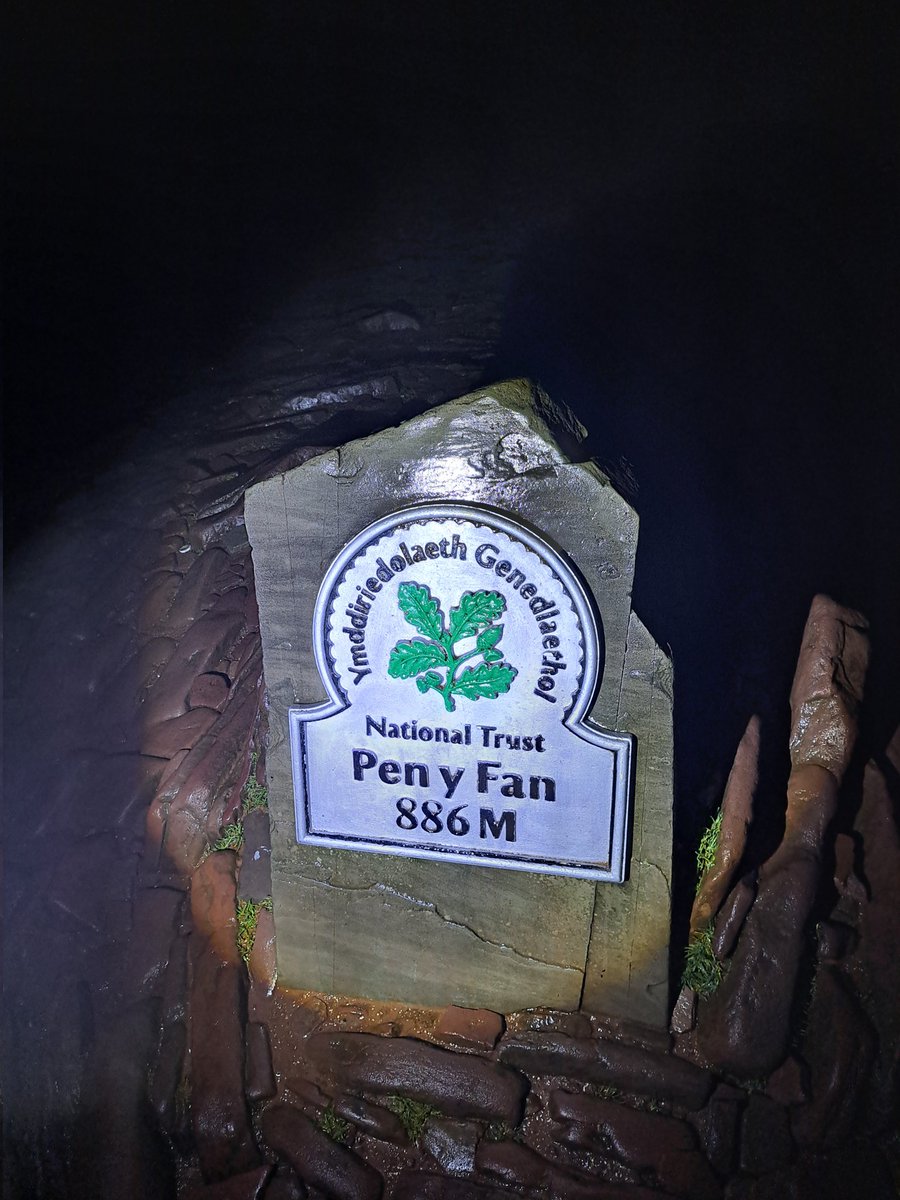 Ymddiriedolaeth Genedlaethol
National Trust
Pen y Fan
886 M